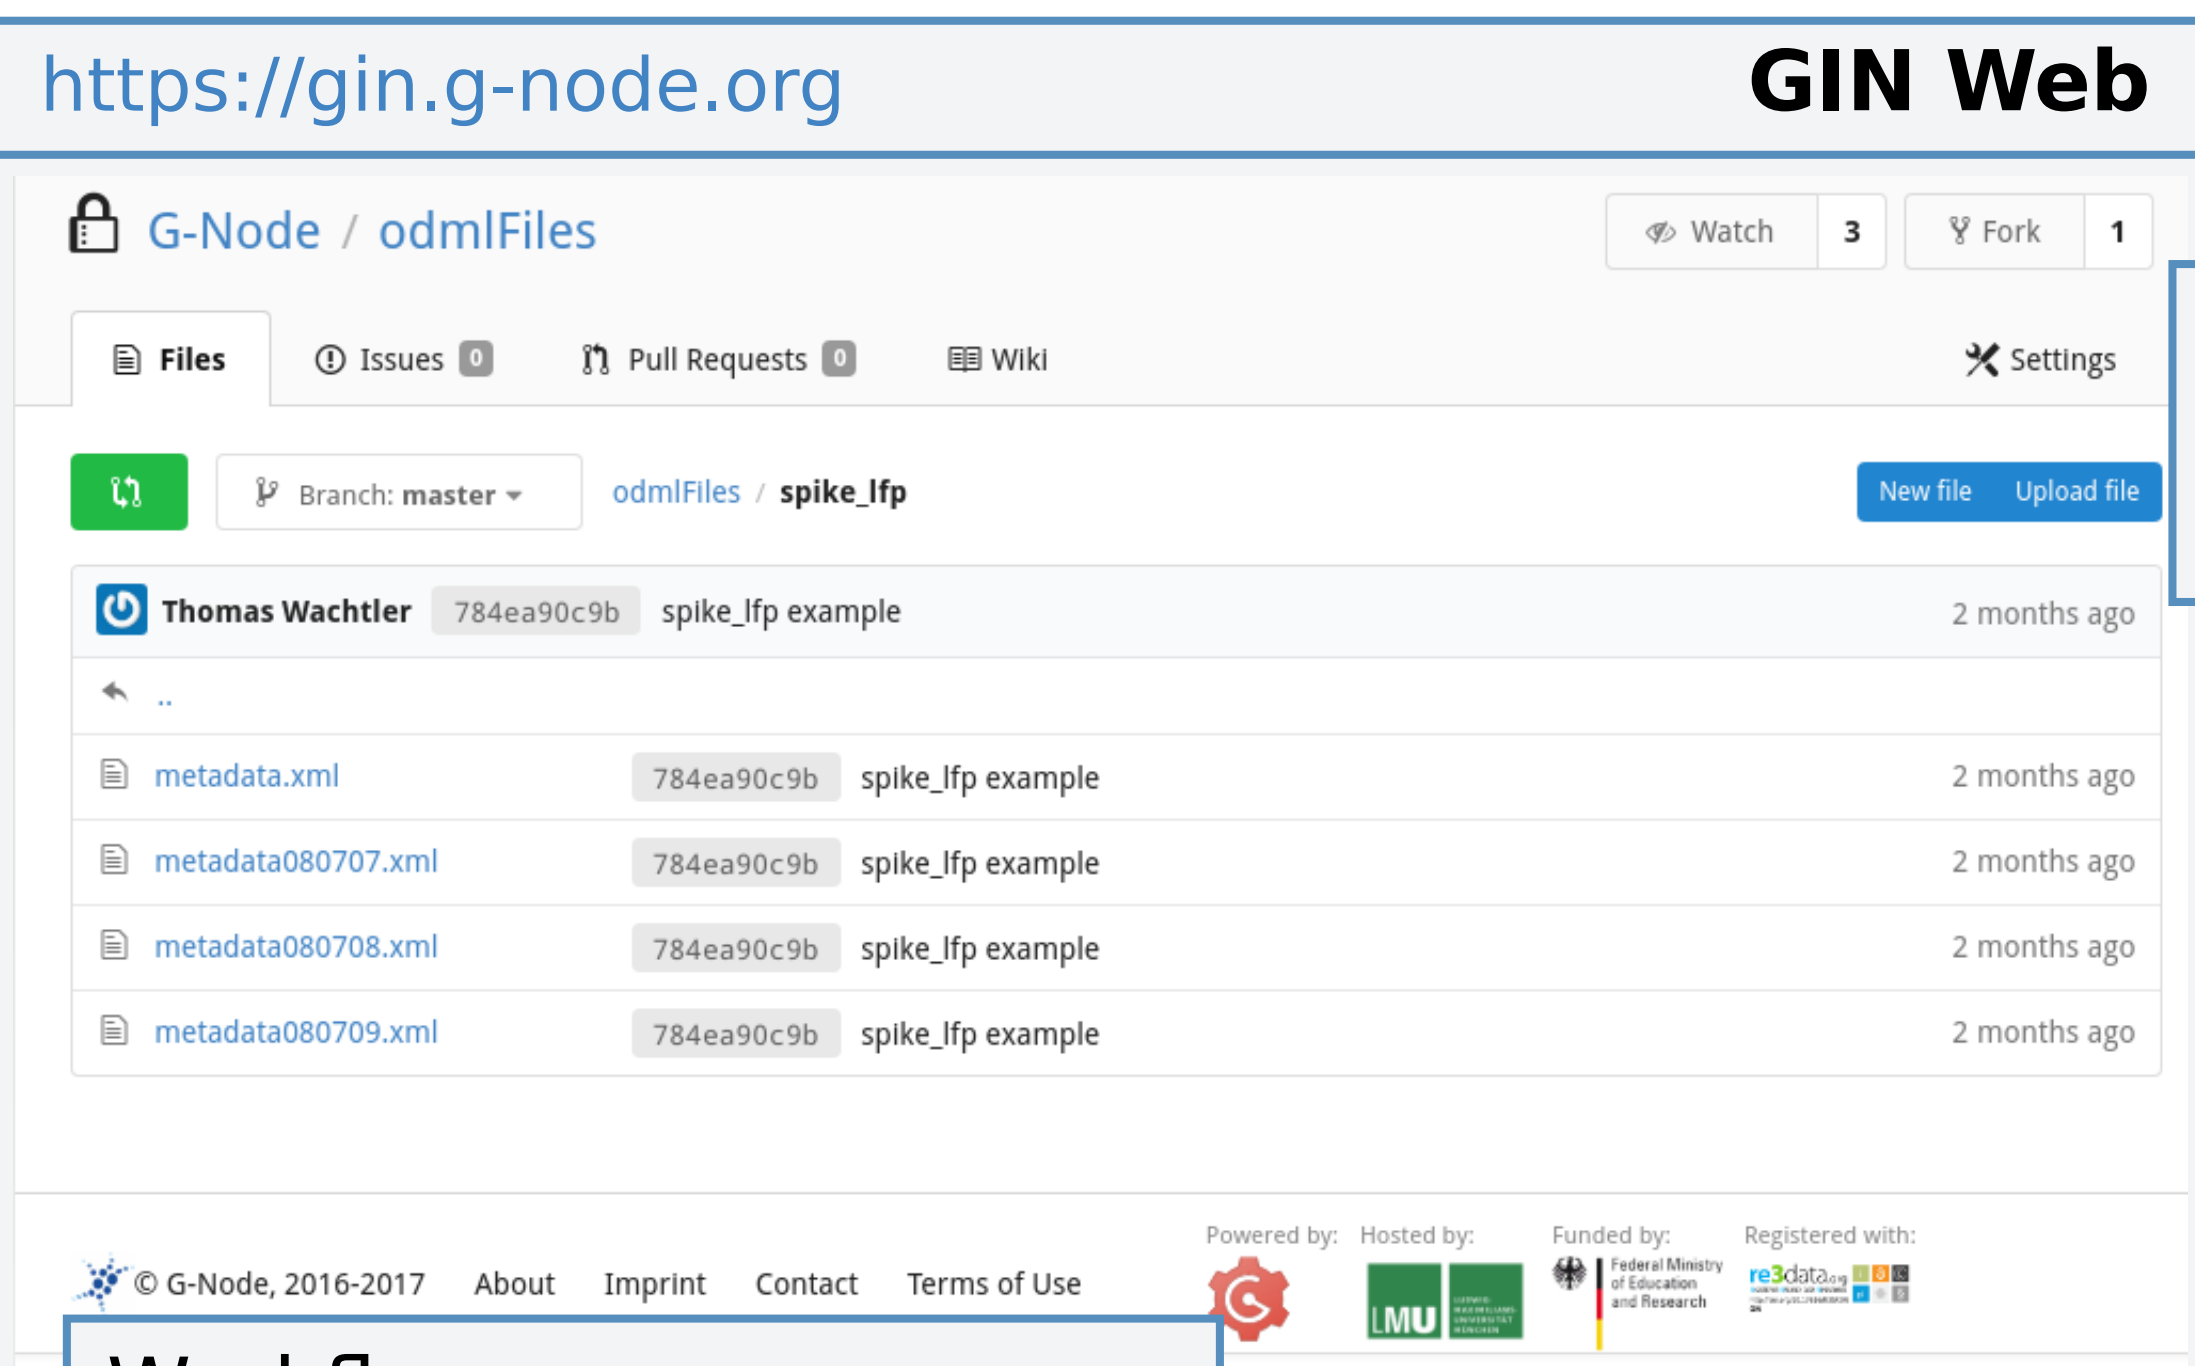 https://gin.g-node.org GIN Web
G-Node / odmlFiles Watch 3 Fork 1
Files Issues 0 Pull Requests 0 Wiki Settings
Branch: master odmlFiles / spike_lfp New file Upload file
Thomas Wachtler 784ea90c9b spike_lfp example 2 months ago
..
metadata.xml 784ea90c9b spike_lfp example 2 months ago
metadata080707.xml 784ea90c9b spike_lfp example 2 months ago
metadata080708.xml 784ea90c9b spike_lfp example 2 months ago
metadata080709.xml 784ea90c9b spike_lfp example 2 months ago
Powered by: Hosted by: Funded by: Registered with:
© G-Node, 2016-2017 About Imprint Contact Terms of Use
LMU
LUDWIG-
MAXIMILIANS-
UNIVERSITÄT
MÜNCHEN
Federal Ministry
of Education
and Research
re3data.org